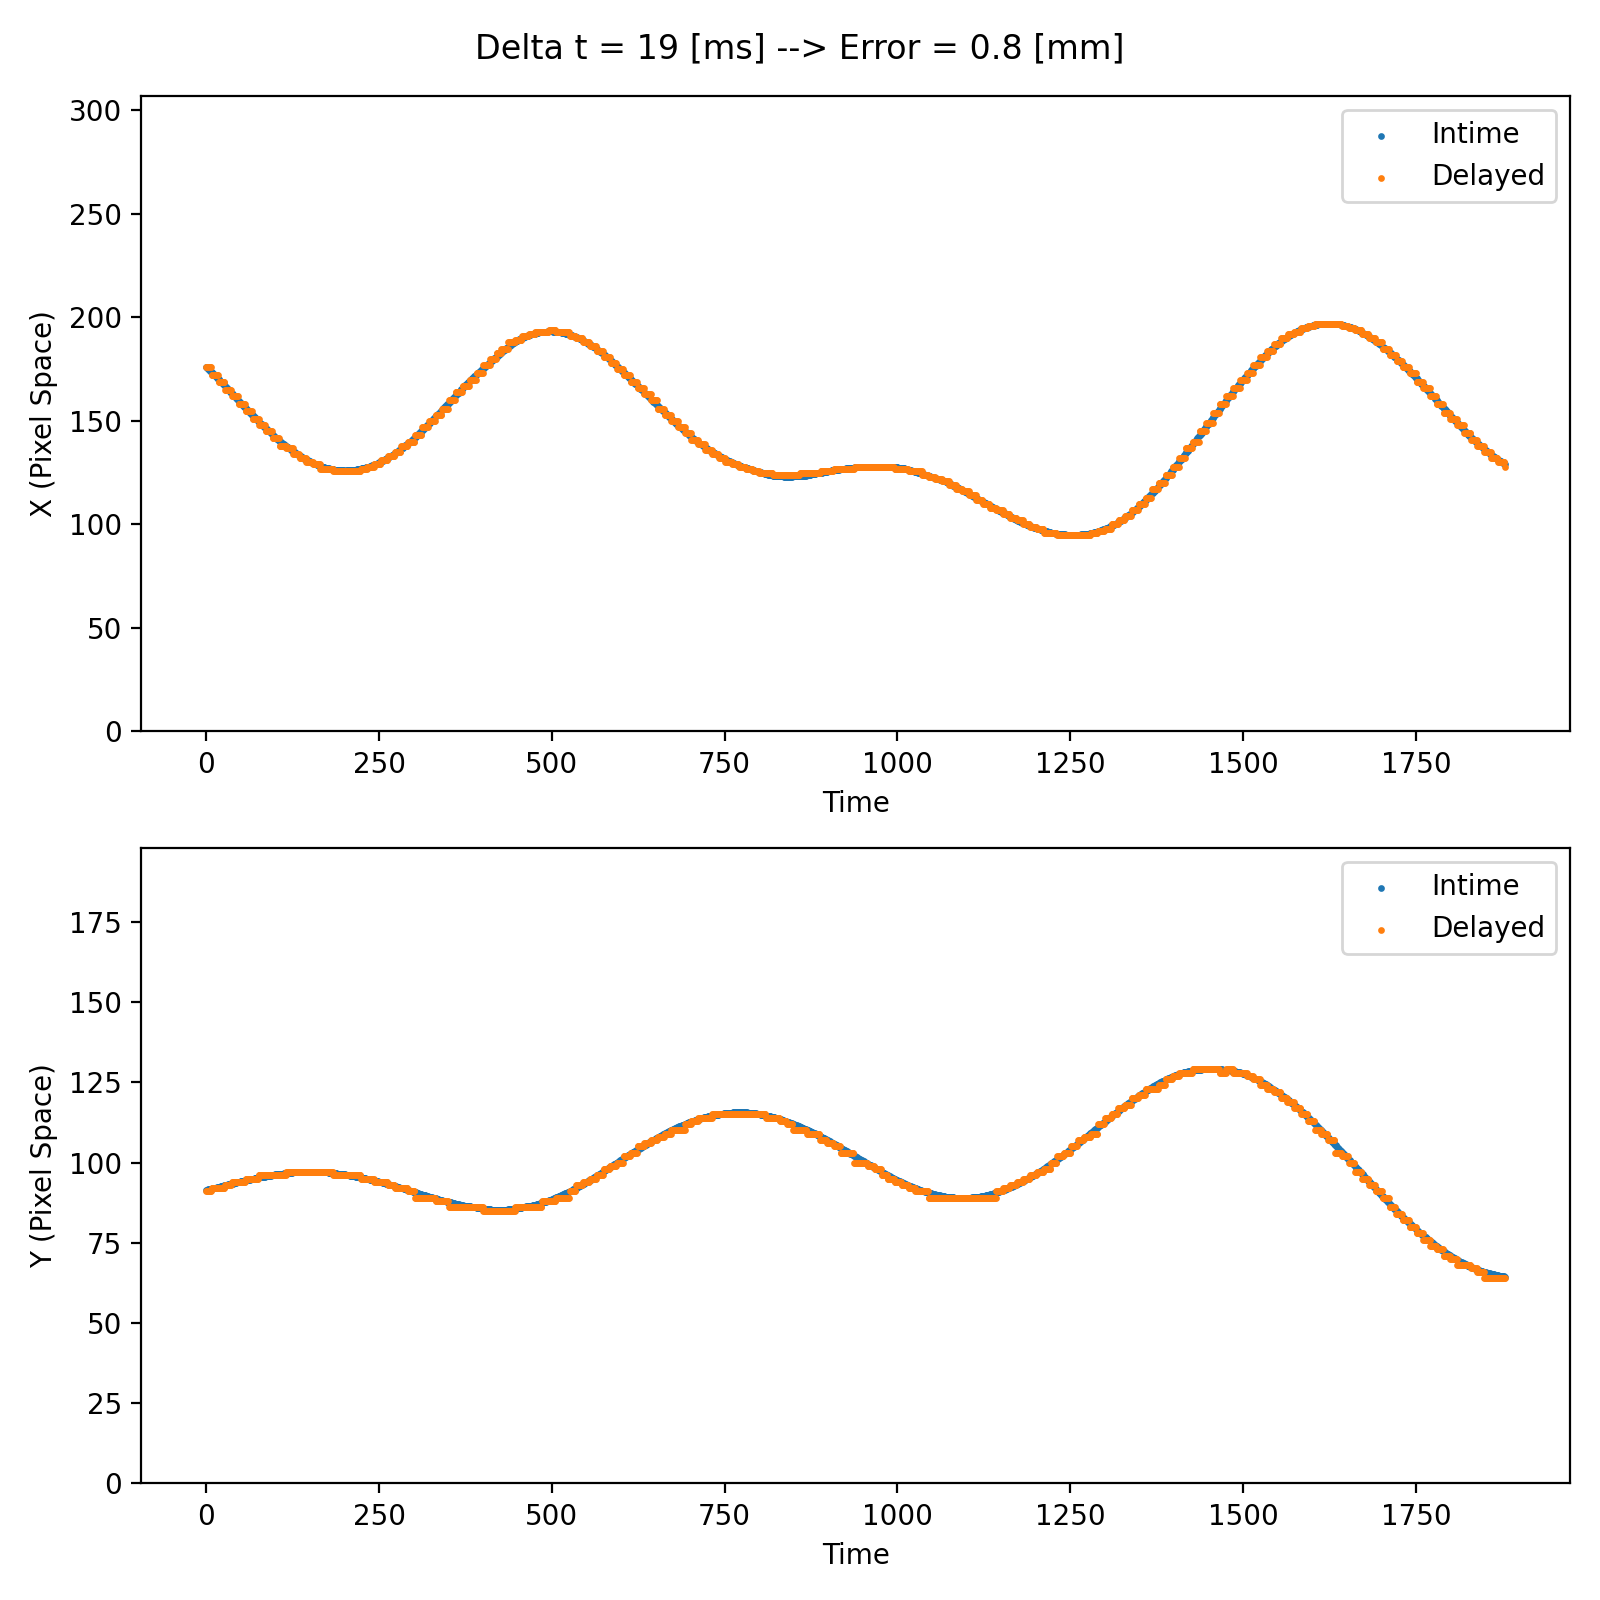 Delta t = 19 [ms] --> Error = 0.8 [mm]
300
250
200
150
100
50
0
X (Pixel Space)
Intime
Delayed
0 250 500 750 1000 1250 1500 1750
Time
175
150
125
100
75
50
25
0
Y (Pixel Space)
Intime
Delayed
0 250 500 750 1000 1250 1500 1750
Time